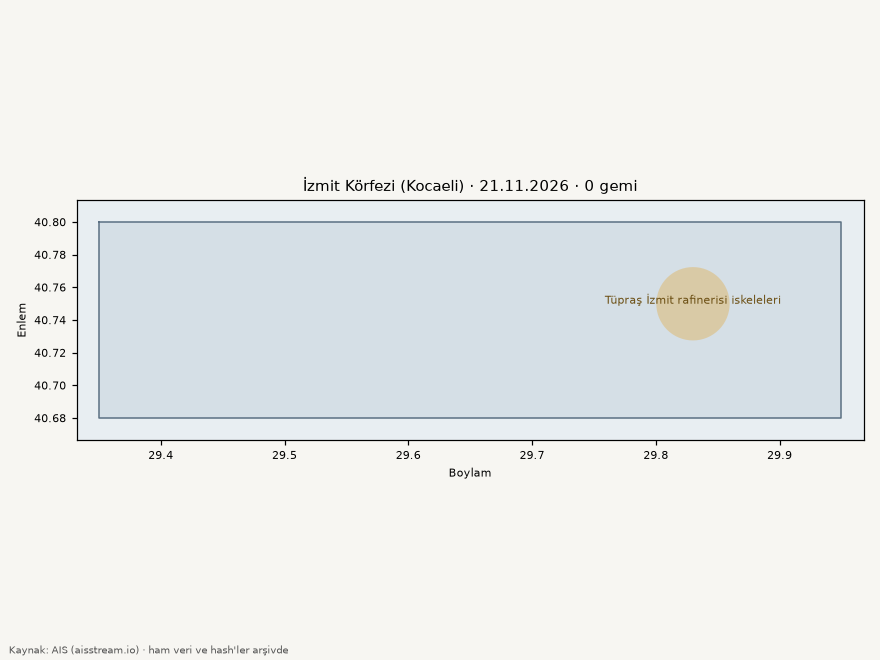 İzmit Körfezi (Kocaeli) · 21.11.2026 · 0 gemi
40.80
40.78
40.76
40.74
40.72
40.70
40.68
Enlem
Tüpraş İzmit rafinerisi iskeleleri
29.4 29.5 29.6 29.7 29.8 29.9
Boylam
Kaynak: AIS (aisstream.io) · ham veri ve hash'ler arşivde